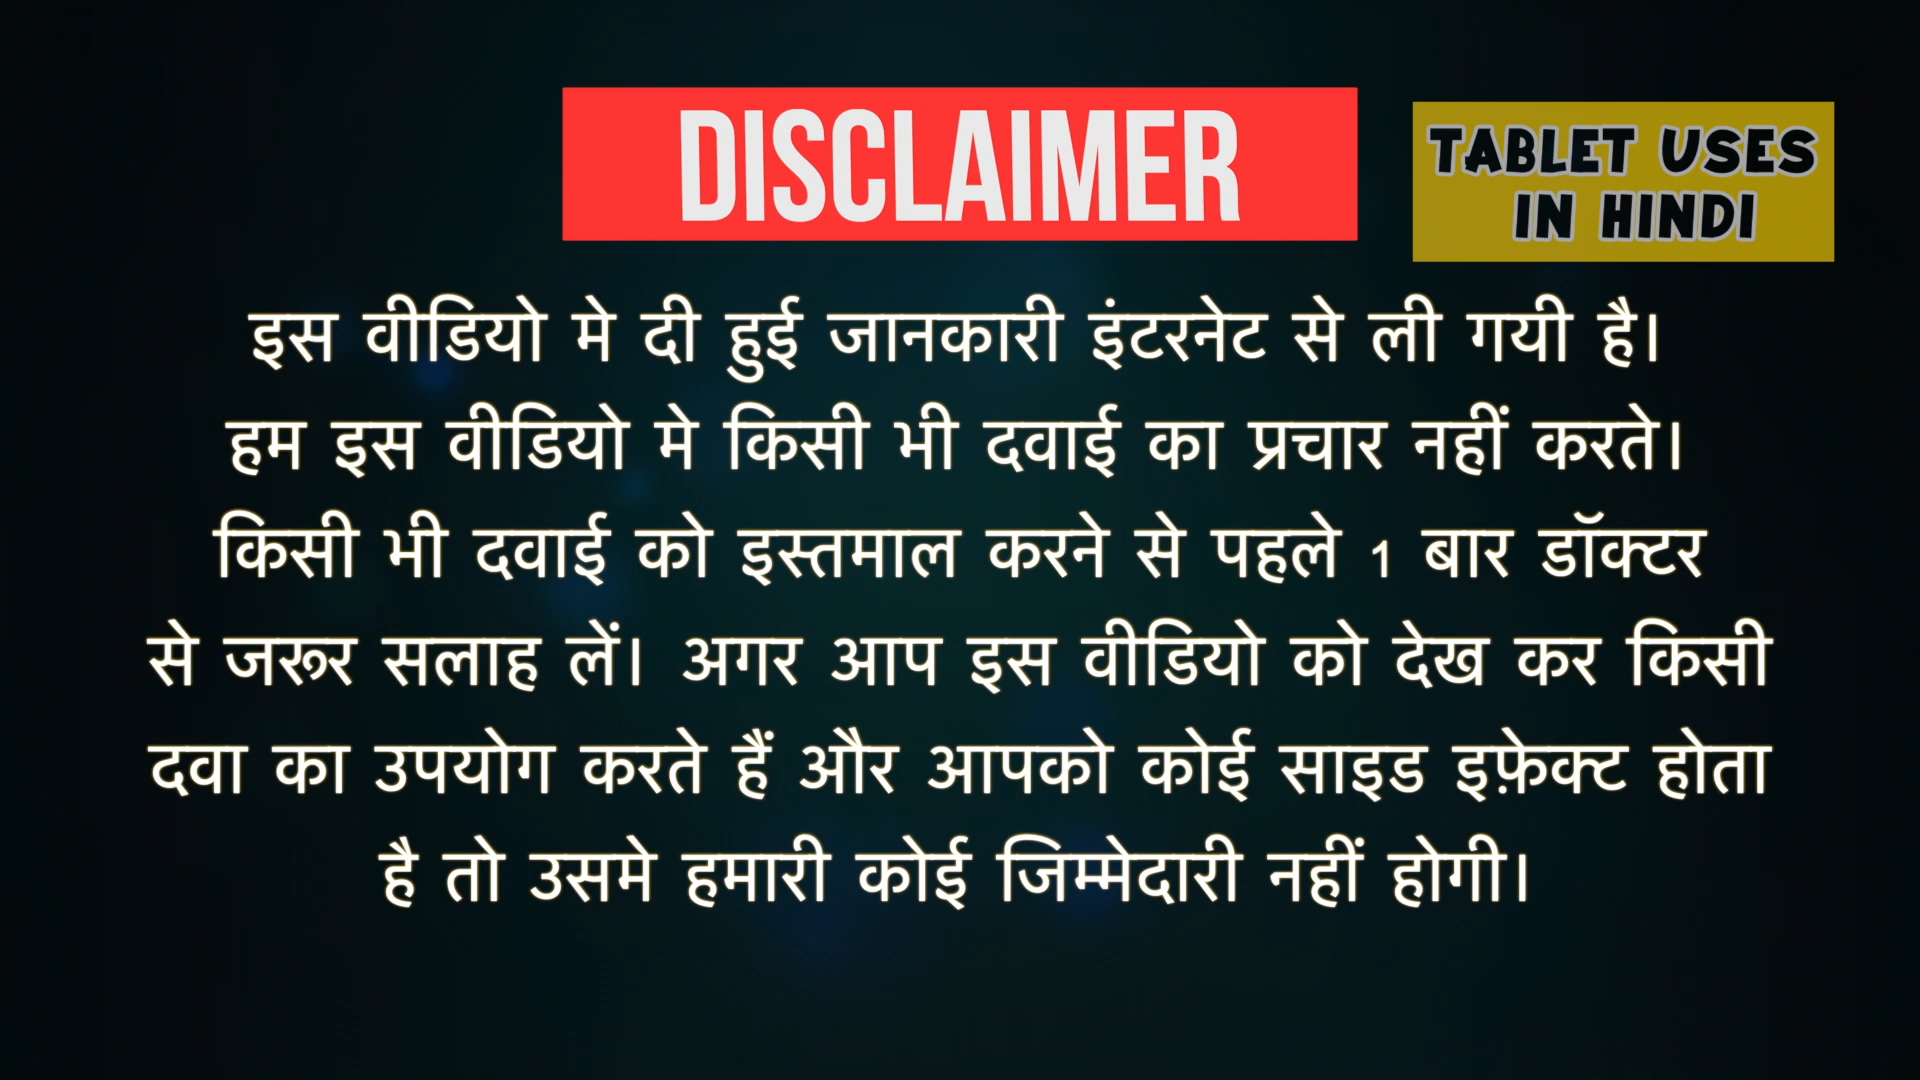 DISCLAIMER
TABLET USES
IN HINDI
इस वीडियो मे दी हुई जानकारी इंटरनेट से ली गयी है।
हम इस वीडियो मे किसी भी दवाई का प्रचार नहीं करते।
किसी भी दवाई को इस्तमाल करने से पहले 1 बार डॉक्टर
से जरूर सलाह लें। अगर आप इस वीडियो को देख कर किसी
दवा का उपयोग करते हैं और आपको कोई साइड इफ़ेक्ट होता
है तो उसमे हमारी कोई जिम्मेदारी नहीं होगी।